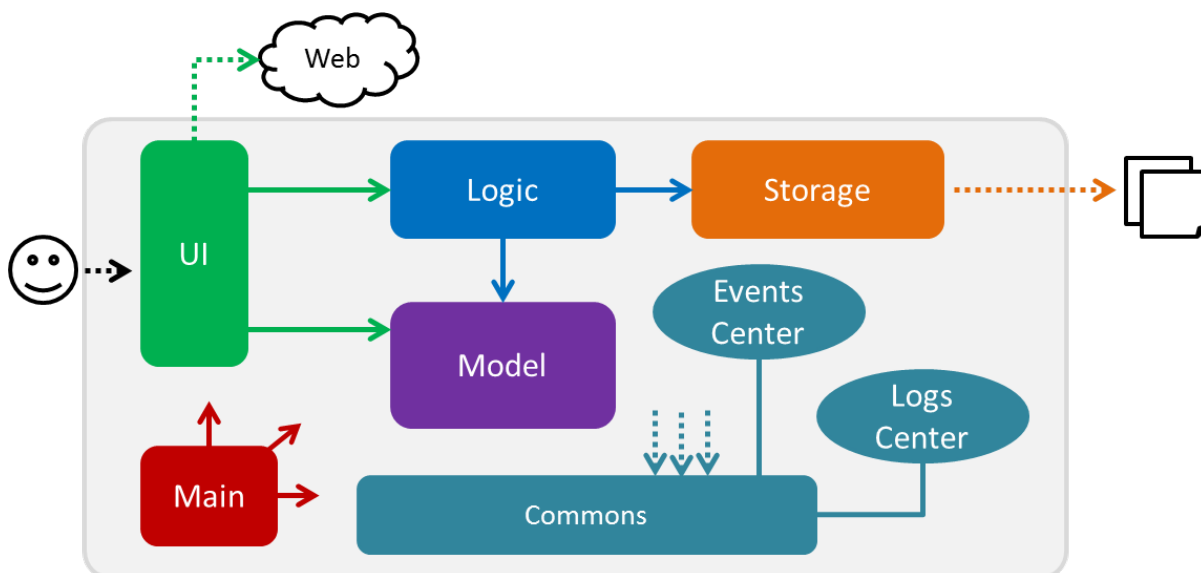 Web
UI
Logic
Storage
Model
Events
Center
Logs
Center
Main
Commons